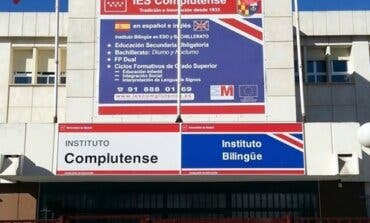 IES Complutense
Tradición e Innovación desde 1933
en español e inglés
Instituto Bilingüe en ESO y BACHILLERATO
• Educación Secundaria Obligatoria
• Bachillerato: Diurno y Nocturno
• FP Dual
• Ciclos Formativos de Grado Superior
– Educación Infantil
– Integración Social
– Interpretación de Lengua de Signos
91 888 01 69
www.iescomplutense.es
INSTITUTO
Complutense
Instituto
Bilingüe